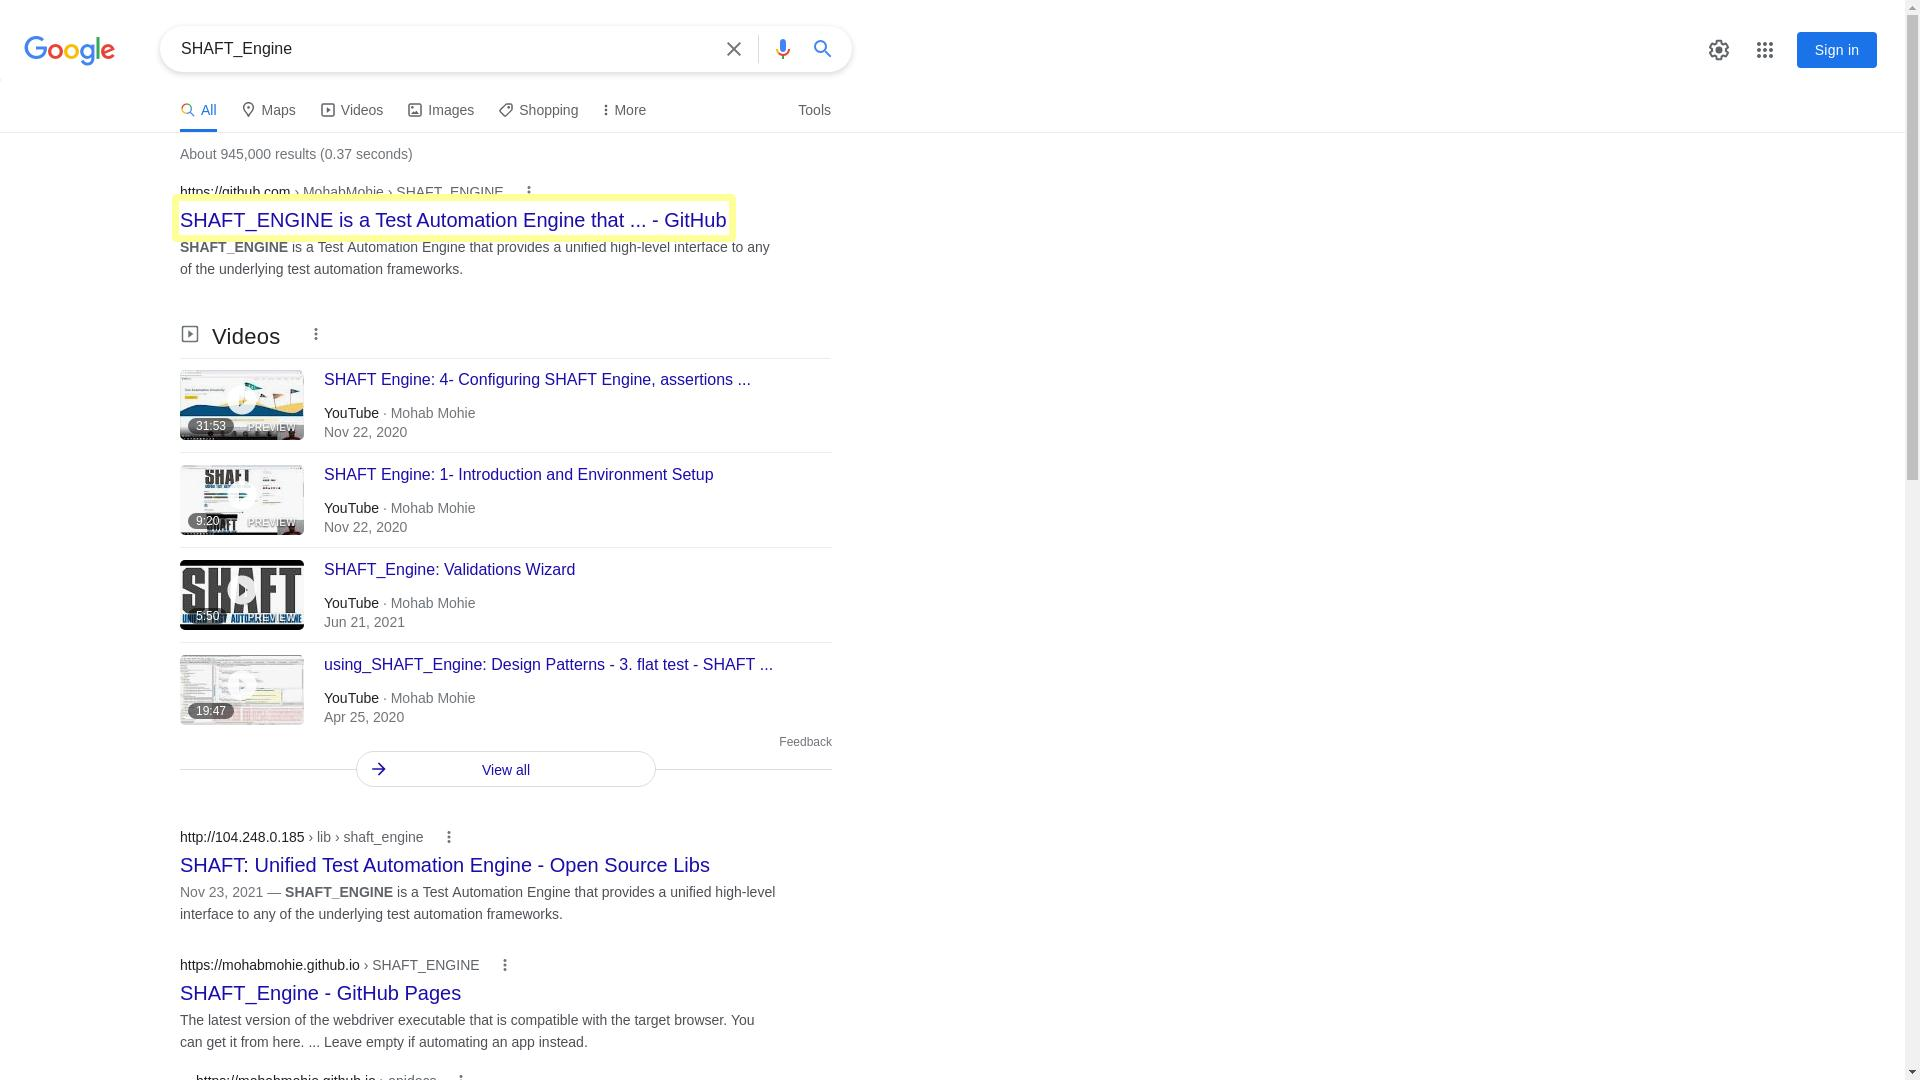 Google
SHAFT_Engine
Sign in
All
Maps
Videos
Images
Shopping
More
Tools
About 945,000 results (0.37 seconds)
https://github.com › MohabMohie › SHAFT_ENGINE
SHAFT_ENGINE is a Test Automation Engine that ... - GitHub
SHAFT_ENGINE is a Test Automation Engine that provides a unified high-level interface to any
of the underlying test automation frameworks.
Videos
SHAFT Engine: 4- Configuring SHAFT Engine, assertions ...
31:53
PREVIEW
YouTube · Mohab Mohie
Nov 22, 2020
SHAFT Engine: 1- Introduction and Environment Setup
SHAFT
9:20
PREVIEW
YouTube · Mohab Mohie
Nov 22, 2020
SHAFT_Engine: Validations Wizard
SHAFT
5:50
PREVIEW
YouTube · Mohab Mohie
Jun 21, 2021
using_SHAFT_Engine: Design Patterns - 3. flat test - SHAFT ...
19:47
YouTube · Mohab Mohie
Apr 25, 2020
Feedback
View all
http://104.248.0.185 › lib › shaft_engine
SHAFT: Unified Test Automation Engine - Open Source Libs
Nov 23, 2021 — SHAFT_ENGINE is a Test Automation Engine that provides a unified high-level
interface to any of the underlying test automation frameworks.
https://mohabmohie.github.io › SHAFT_ENGINE
SHAFT_Engine - GitHub Pages
The latest version of the webdriver executable that is compatible with the target browser. You
can get it from here. ... Leave empty if automating an app instead.
https://mohabmohie.github.io › apidocs